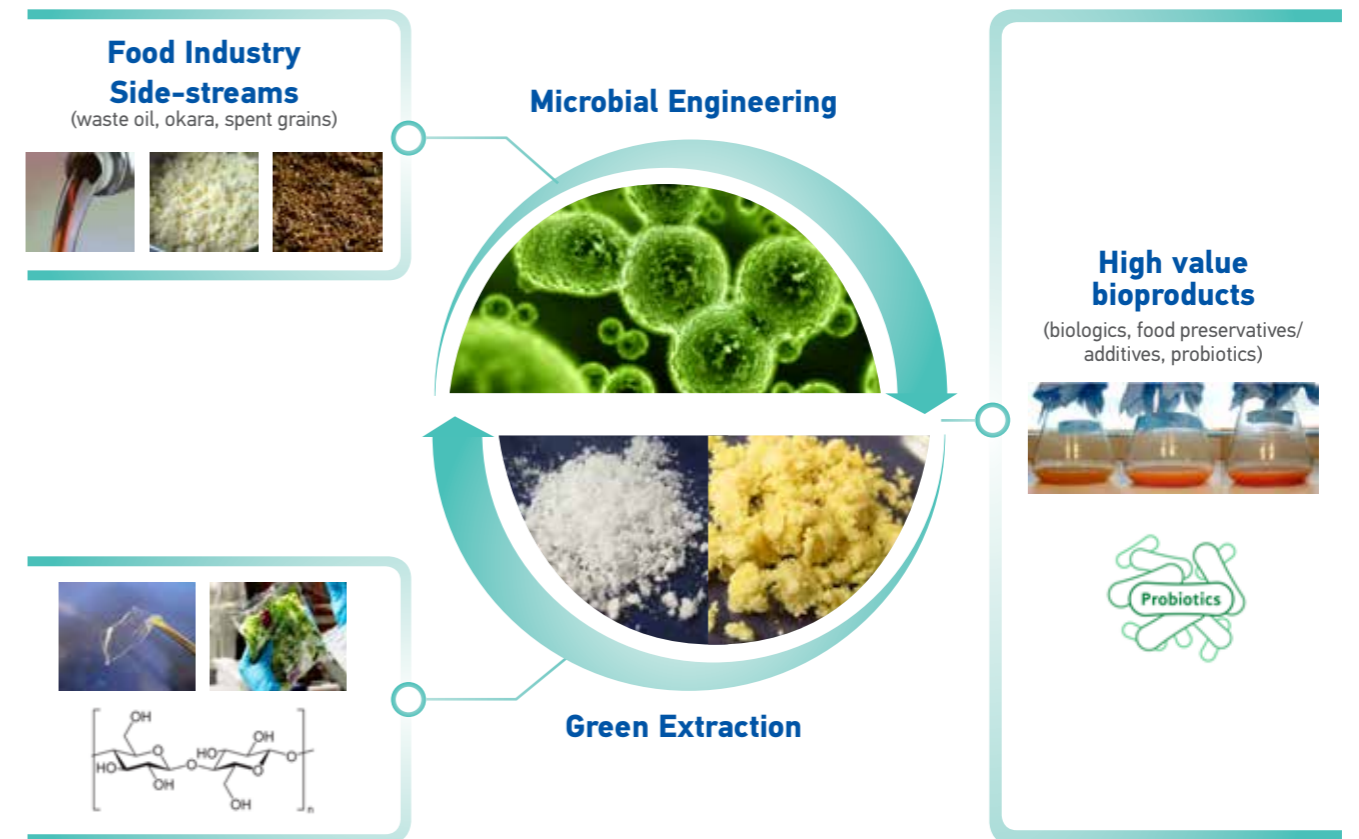 Food Industry
Side-streams
(waste oil, okara, spent grains)
Microbial Engineering
High value
bioproducts
(biologics, food preservatives/
additives, probiotics)
Probiotics
Green Extraction
OH
O
HO
OH
O
HO
OH
O
O
OH
n